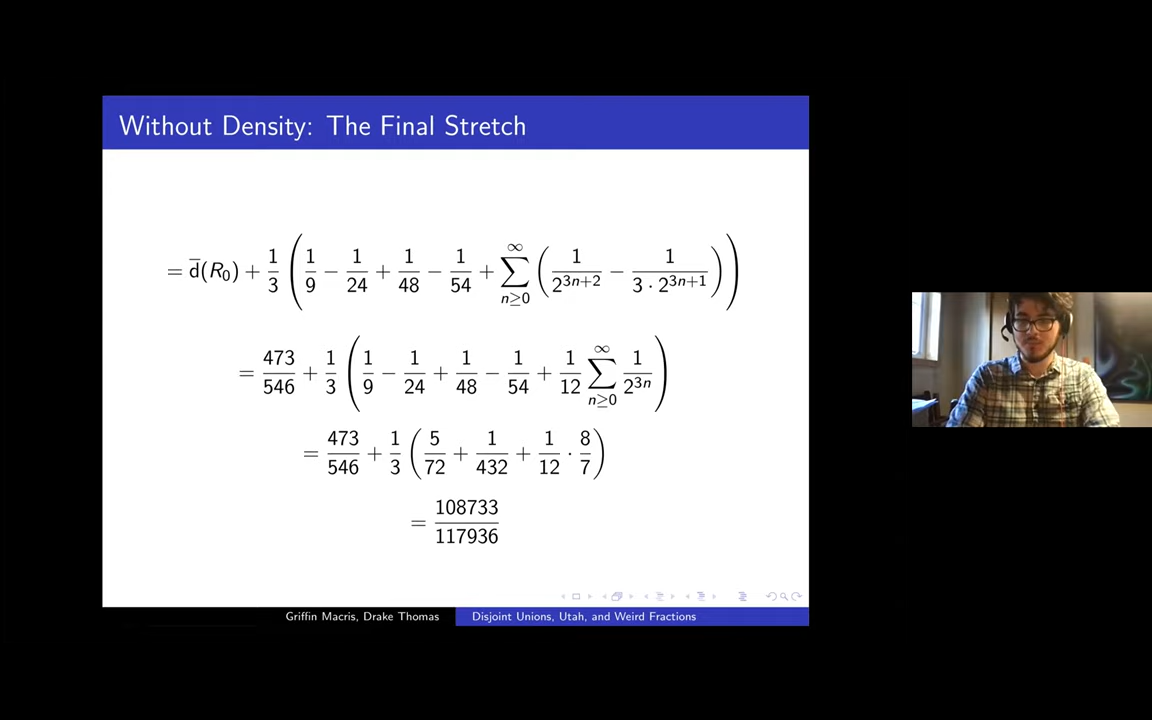 Without Density: The Final Stretch
= d̅(R₀) + 1/3 (1/9 − 1/24 + 1/48 − 1/54 + ∑_{n≥0}^{∞} (1/2^{3n+2} − 1/(3 · 2^{3n+1})))
= 473/546 + 1/3 (1/9 − 1/24 + 1/48 − 1/54 + 1/12 ∑_{n≥0}^{∞} 1/2^{3n})
= 473/546 + 1/3 (5/72 + 1/432 + 1/12 · 8/7)
= 108733/117936
Griffin Macris, Drake Thomas Disjoint Unions, Utah, and Weird Fractions